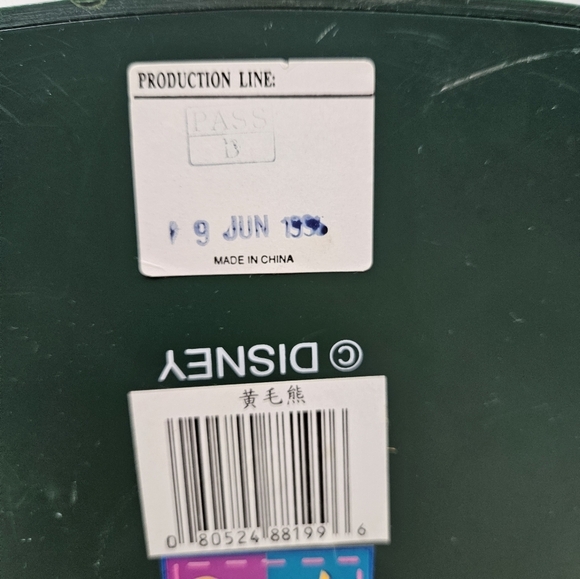 PRODUCTION LINE:
PASS
B
9 JUN
MADE IN CHINA
© DISNEY
黄毛熊
0 80524 88199 6